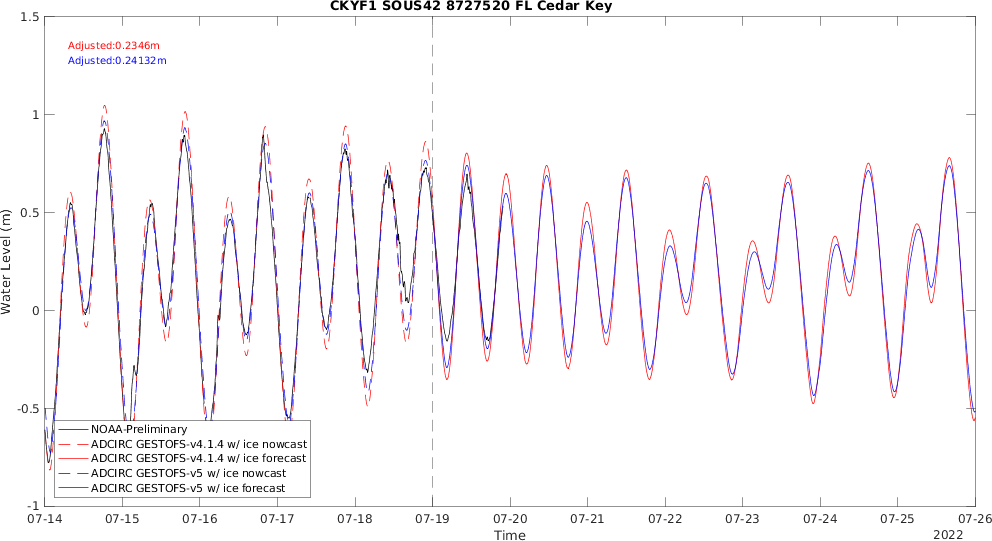 CKYF1 SOUS42 8727520 FL Cedar Key
Adjusted:0.2346m
Adjusted:0.24132m
Water Level (m)
1.5
1
0.5
0
-0.5
-1
NOAA-Preliminary
ADCIRC GESTOFS-v4.1.4 w/ ice nowcast
ADCIRC GESTOFS-v4.1.4 w/ ice forecast
ADCIRC GESTOFS-v5 w/ ice nowcast
ADCIRC GESTOFS-v5 w/ ice forecast
07-14 07-15 07-16 07-17 07-18 07-19 07-20 07-21 07-22 07-23 07-24 07-25 07-26
Time
2022